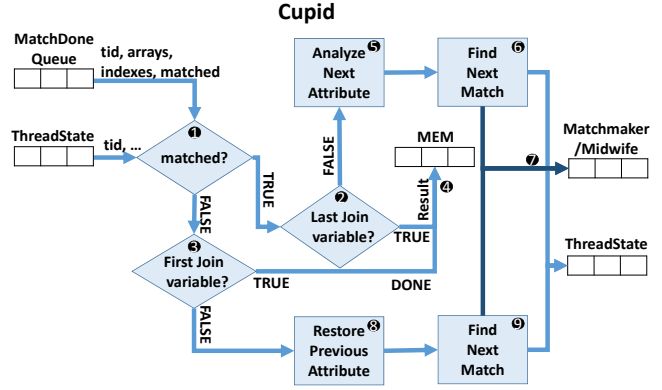 Cupid
MatchDone
Queue
tid, arrays,
indexes, matched
ThreadState
tid, ...
❶
matched?
TRUE
FALSE
❷
Last Join
variable?
FALSE
TRUE
❸
First Join
variable?
TRUE
DONE
FALSE
MEM
Result
❹
❺
Analyze
Next
Attribute
❻
Find
Next
Match
❼
Matchmaker
/Midwife
ThreadState
❽
Restore
Previous
Attribute
❾
Find
Next
Match